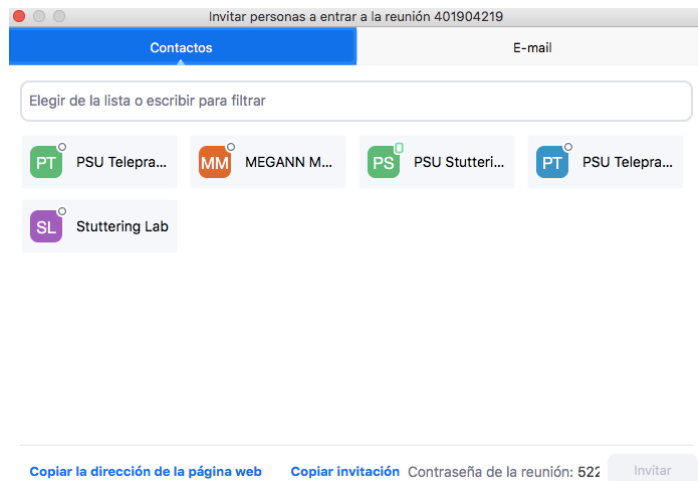 Invitar personas a entrar a la reunión 401904219
Contactos E-mail
Elegir de la lista o escribir para filtrar
PT PSU Telepra... MM MEGANN M... PS PSU Stutteri... PT PSU Telepra...
SL Stuttering Lab
Copiar la dirección de la página web Copiar invitación Contraseña de la reunión: 522 Invitar